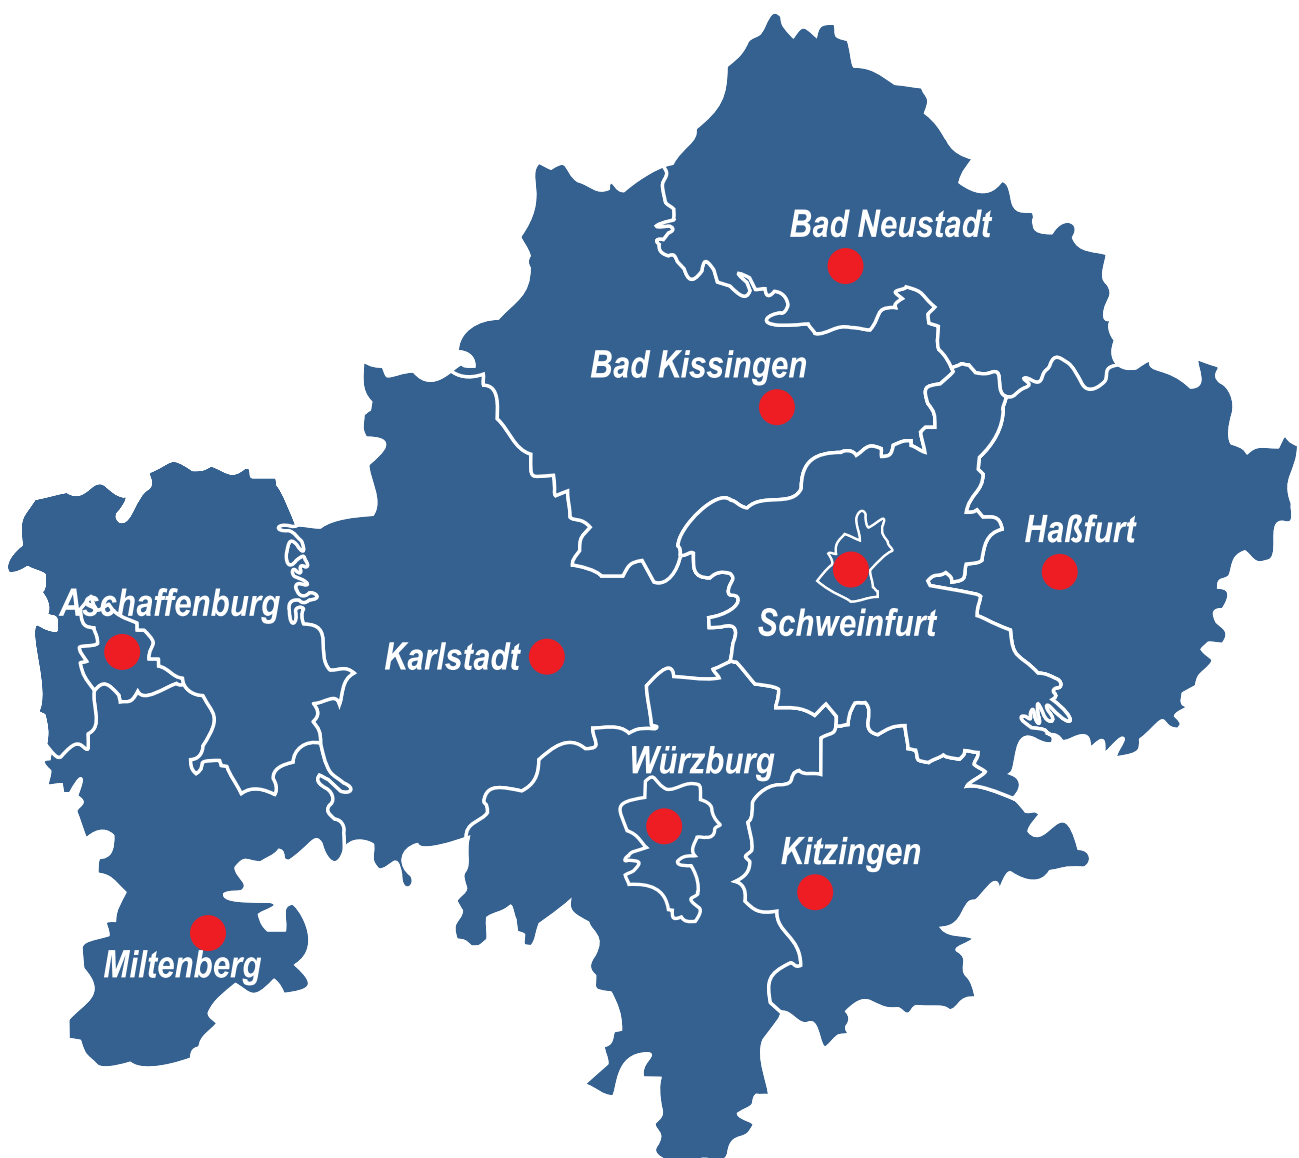 Bad Neustadt
Bad Kissingen
Haßfurt
Aschaffenburg
Schweinfurt
Karlstadt
Würzburg
Kitzingen
Miltenberg